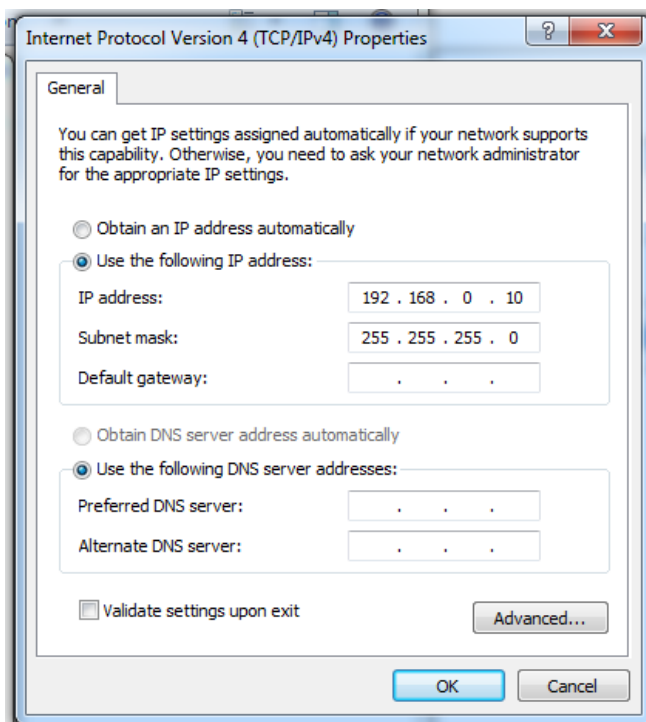 Internet Protocol Version 4 (TCP/IPv4) Properties
General
You can get IP settings assigned automatically if your network supports
this capability. Otherwise, you need to ask your network administrator
for the appropriate IP settings.
Obtain an IP address automatically
Use the following IP address:
IP address: 192 . 168 . 0 . 10
Subnet mask: 255 . 255 . 255 . 0
Default gateway: . . .
Obtain DNS server address automatically
Use the following DNS server addresses:
Preferred DNS server: . . .
Alternate DNS server: . . .
Validate settings upon exit
Advanced...
OK Cancel